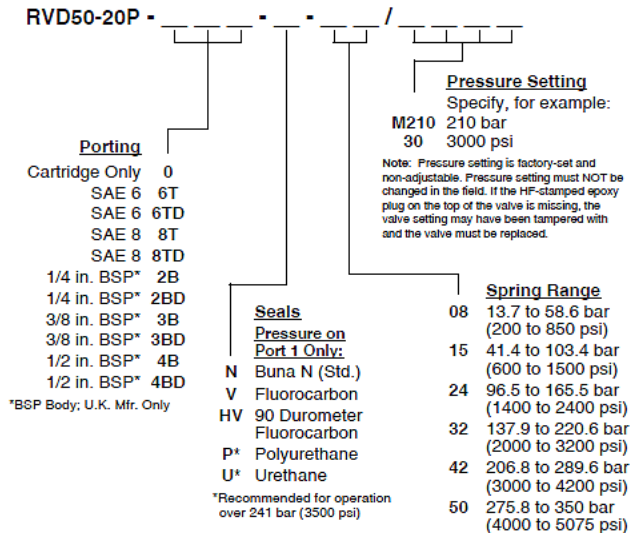 RVD50-20P - _ _ _ - _ - _ _ / _ _ _ _
Pressure Setting
Specify, for example:
M210 210 bar
30 3000 psi
Note: Pressure setting is factory-set and
non-adjustable. Pressure setting must NOT be
changed in the field. If the HF-stamped epoxy
plug on the top of the valve is missing, the
valve setting may have been tampered with
and the valve must be replaced.
Porting
Cartridge Only 0
SAE 6 6T
SAE 6 6TD
SAE 8 8T
SAE 8 8TD
1/4 in. BSP* 2B
1/4 in. BSP* 2BD
3/8 in. BSP* 3B
3/8 in. BSP* 3BD
1/2 in. BSP* 4B
1/2 in. BSP* 4BD
*BSP Body; U.K. Mfr. Only
Seals
Pressure on
Port 1 Only:
N Buna N (Std.)
V Fluorocarbon
HV 90 Durometer
Fluorocarbon
P* Polyurethane
U* Urethane
*Recommended for operation
over 241 bar (3500 psi)
Spring Range
08 13.7 to 58.6 bar
(200 to 850 psi)
15 41.4 to 103.4 bar
(600 to 1500 psi)
24 96.5 to 165.5 bar
(1400 to 2400 psi)
32 137.9 to 220.6 bar
(2000 to 3200 psi)
42 206.8 to 289.6 bar
(3000 to 4200 psi)
50 275.8 to 350 bar
(4000 to 5075 psi)